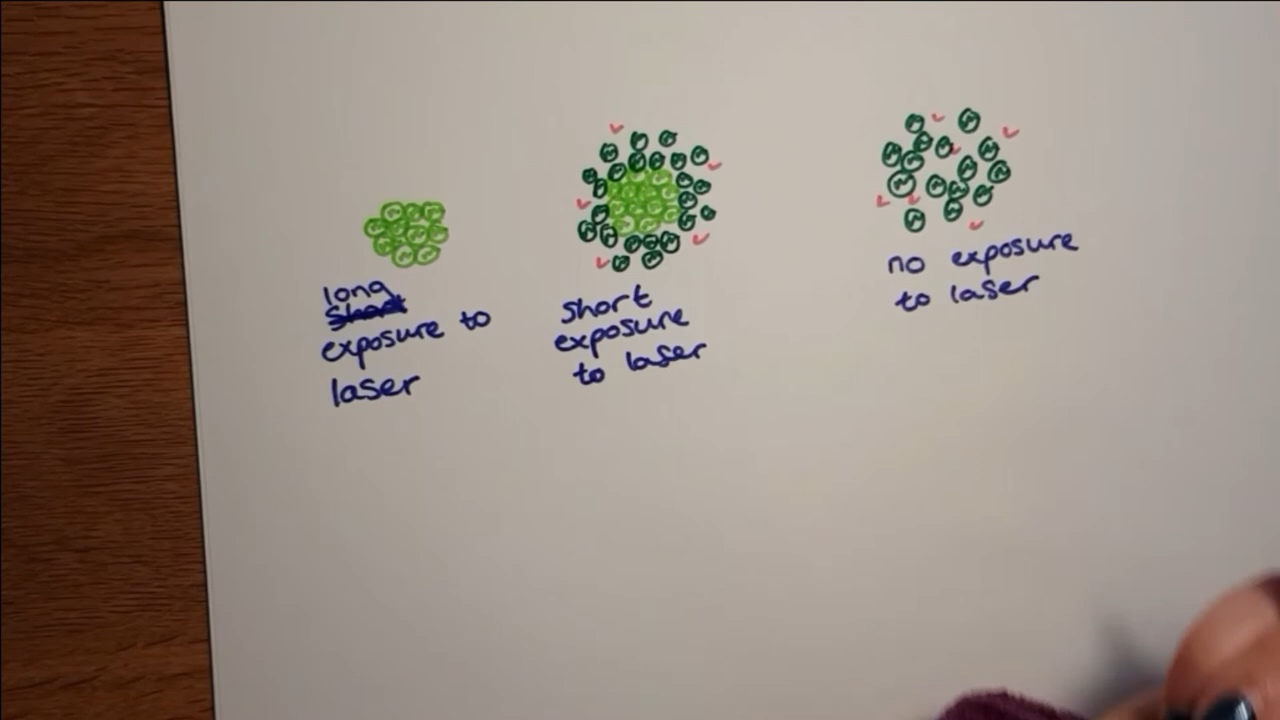 long
short
exposure to
laser
short
exposure
to laser
no exposure
to laser